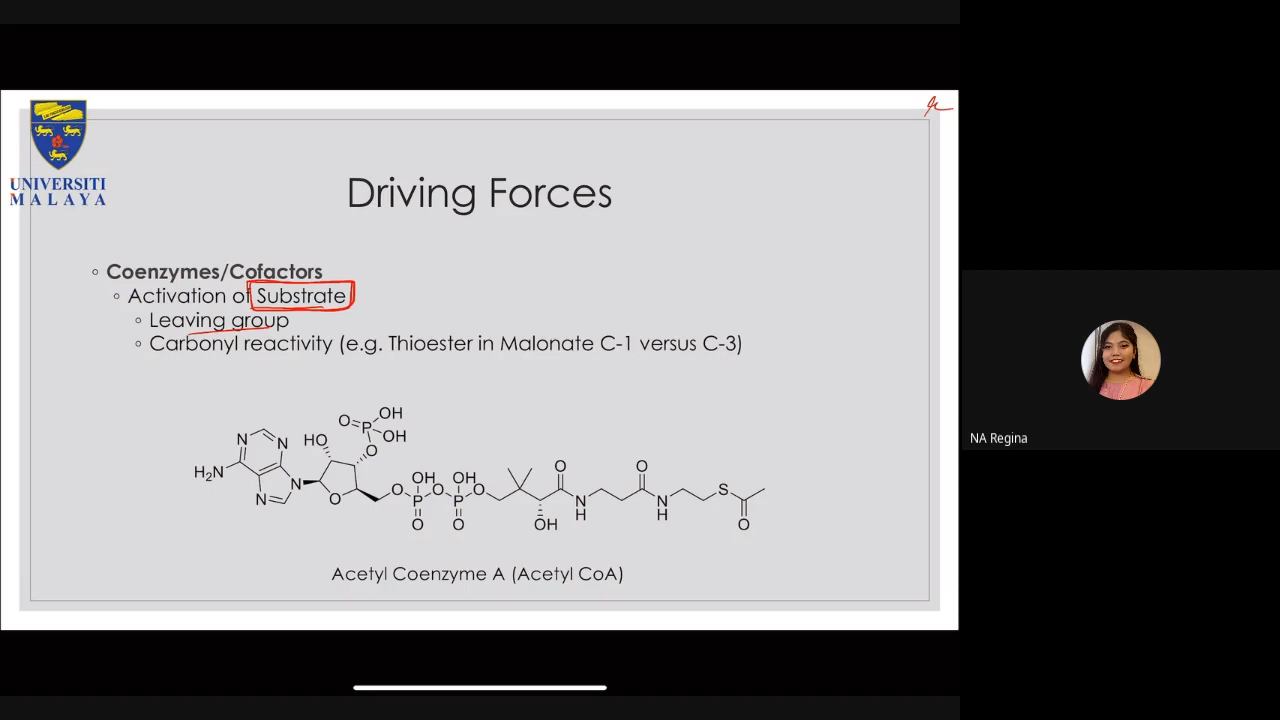 UNIVERSITI
MALAYA
Driving Forces
Coenzymes/Cofactors
Activation of Substrate
Leaving group
Carbonyl reactivity (e.g. Thioester in Malonate C-1 versus C-3)
O P OH
OH
O
HO
N N
H2N
N N
O
O OH P O O OH P O O
OH
O
N H
O
N H
S
O
Acetyl Coenzyme A (Acetyl CoA)
NA Regina